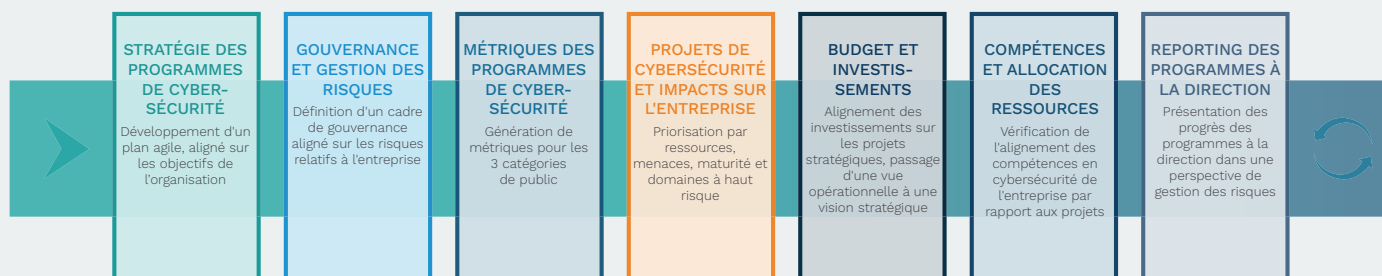 STRATÉGIE DES
PROGRAMMES
DE CYBER-
SÉCURITÉ
Développement d'un
plan agile, aligné sur
les objectifs de
l'organisation
GOUVERNANCE
ET GESTION DES
RISQUES
Définition d'un cadre
de gouvernance
aligné sur les risques
relatifs à l'entreprise
MÉTRIQUES DES
PROGRAMMES
DE CYBER-
SÉCURITÉ
Génération de
métriques pour les
3 catégories
de public
PROJETS DE
CYBERSÉCURITÉ
ET IMPACTS SUR
L'ENTREPRISE
Priorisation par
ressources,
menaces, maturité et
domaines à haut
risque
BUDGET ET
INVESTIS-
SEMENTS
Alignement des
investissements sur
les projets
stratégiques, passage
d'une vue
opérationnelle à une
vision stratégique
COMPÉTENCES
ET ALLOCATION
DES
RESSOURCES
Vérification de
l'alignement des
compétences en
cybersécurité de
l'entreprise par
rapport aux projets
REPORTING DES
PROGRAMMES À
LA DIRECTION
Présentation des
progrès des
programmes à la
direction dans une
perspective de
gestion des risques